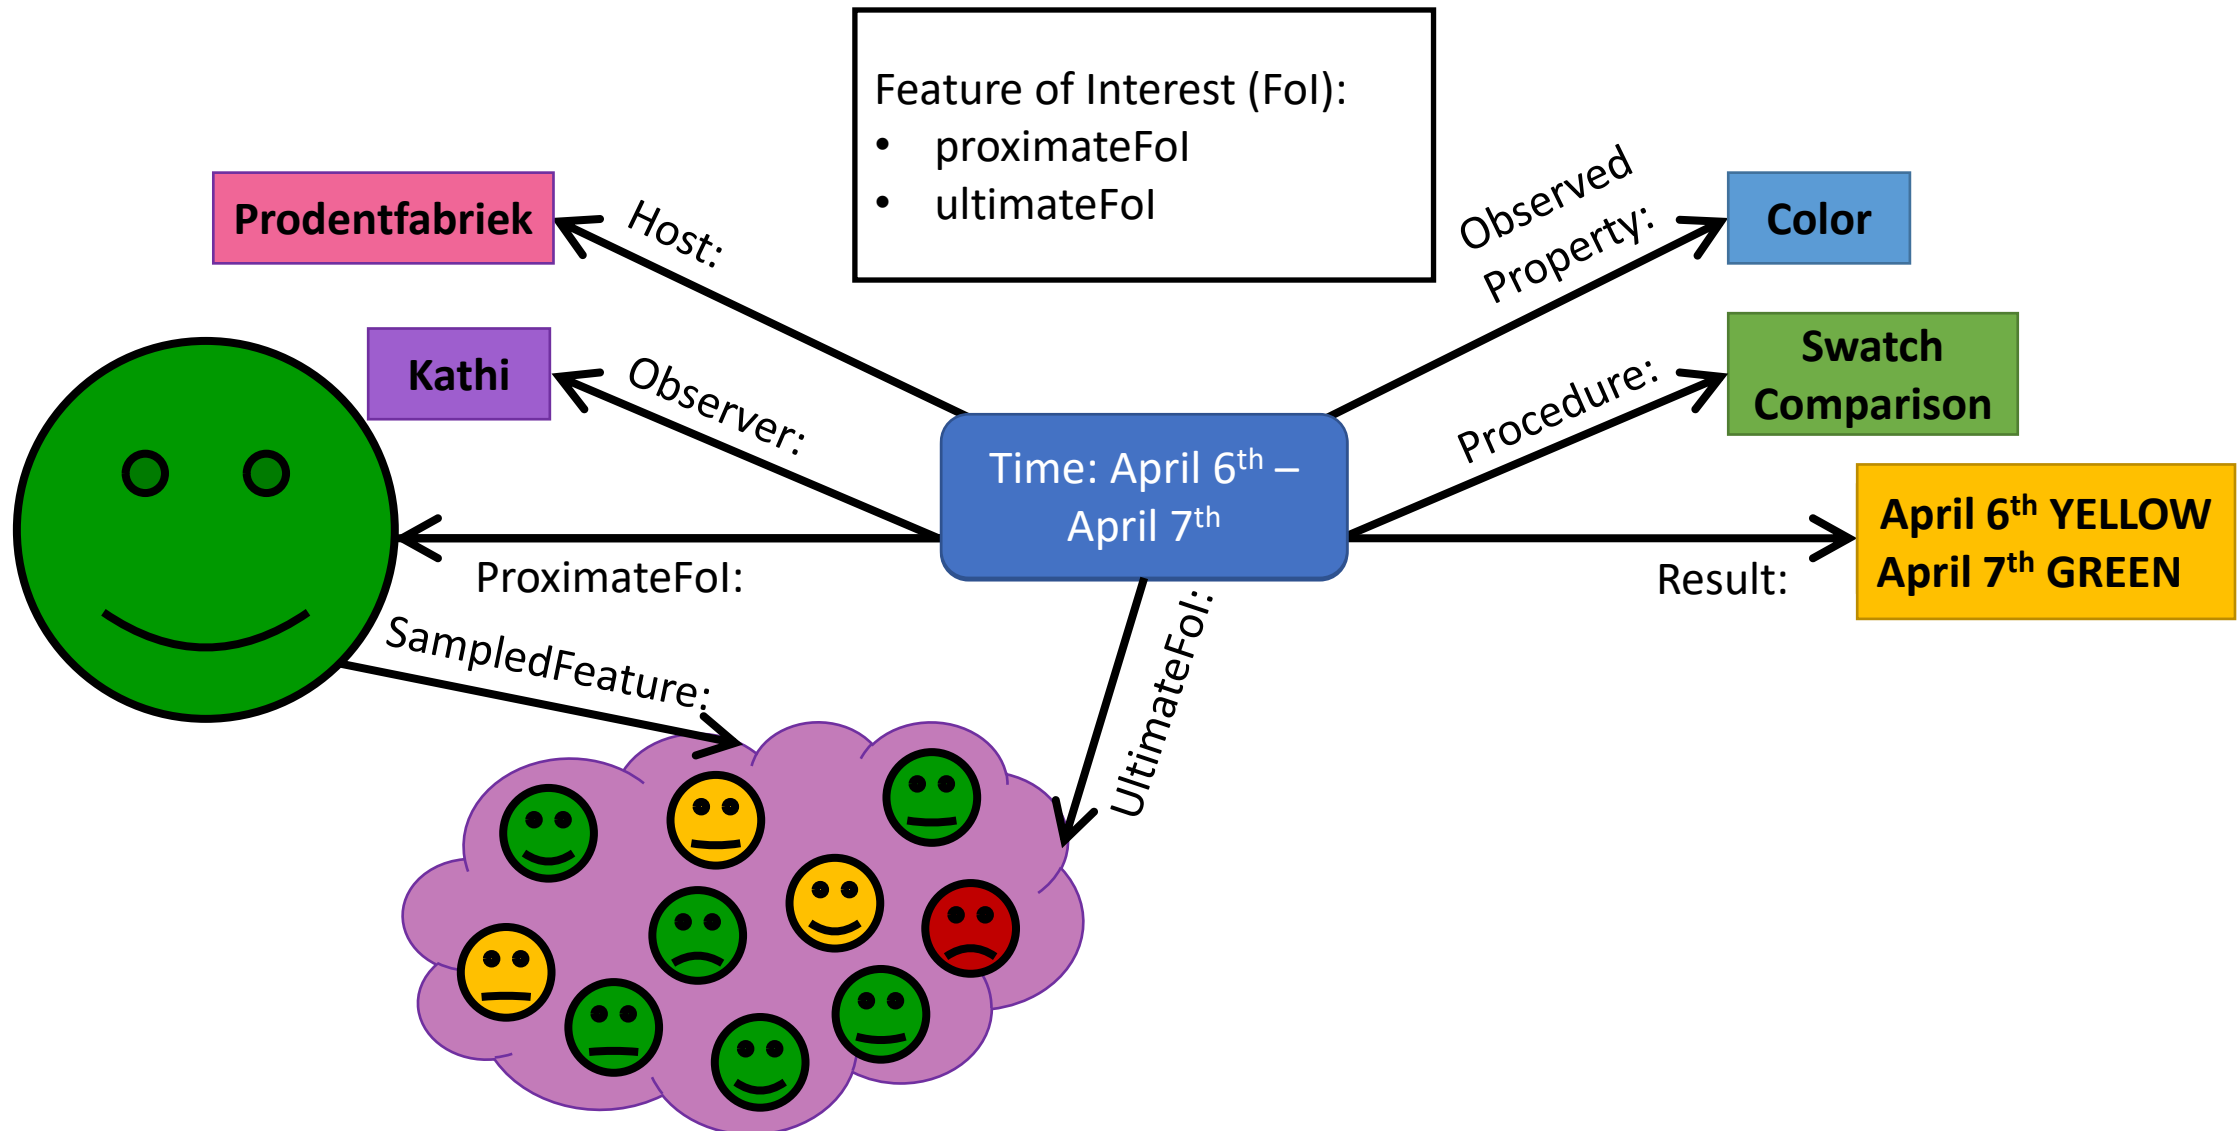 Feature of Interest (FoI):
• proximateFoI
• ultimateFoI
Prodentfabriek
Host:
Observed
Property:
Color
Kathi
Observer:
Procedure:
Swatch
Comparison
Time: April 6th –
April 7th
April 6th YELLOW
April 7th GREEN
ProximateFoI:
Result:
SampledFeature:
UltimateFoI: